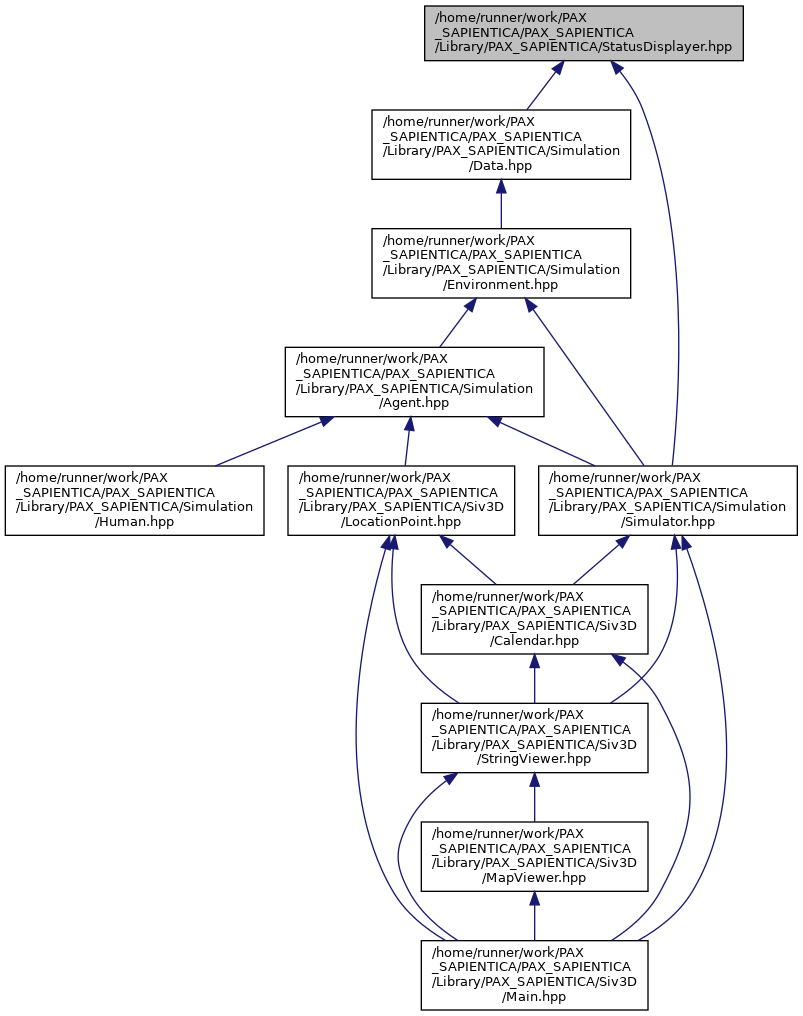 /home/runner/work/PAX
_SAPIENTICA/PAX_SAPIENTICA
/Library/PAX_SAPIENTICA/StatusDisplayer.hpp
/home/runner/work/PAX
_SAPIENTICA/PAX_SAPIENTICA
/Library/PAX_SAPIENTICA/Simulation
/Data.hpp
/home/runner/work/PAX
_SAPIENTICA/PAX_SAPIENTICA
/Library/PAX_SAPIENTICA/Simulation
/Environment.hpp
/home/runner/work/PAX
_SAPIENTICA/PAX_SAPIENTICA
/Library/PAX_SAPIENTICA/Simulation
/Agent.hpp
/home/runner/work/PAX
_SAPIENTICA/PAX_SAPIENTICA
/Library/PAX_SAPIENTICA/Simulation
/Human.hpp
/home/runner/work/PAX
_SAPIENTICA/PAX_SAPIENTICA
/Library/PAX_SAPIENTICA/Siv3D
/LocationPoint.hpp
/home/runner/work/PAX
_SAPIENTICA/PAX_SAPIENTICA
/Library/PAX_SAPIENTICA/Simulation
/Simulator.hpp
/home/runner/work/PAX
_SAPIENTICA/PAX_SAPIENTICA
/Library/PAX_SAPIENTICA/Siv3D
/Calendar.hpp
/home/runner/work/PAX
_SAPIENTICA/PAX_SAPIENTICA
/Library/PAX_SAPIENTICA/Siv3D
/StringViewer.hpp
/home/runner/work/PAX
_SAPIENTICA/PAX_SAPIENTICA
/Library/PAX_SAPIENTICA/Siv3D
/MapViewer.hpp
/home/runner/work/PAX
_SAPIENTICA/PAX_SAPIENTICA
/Library/PAX_SAPIENTICA/Siv3D
/Main.hpp